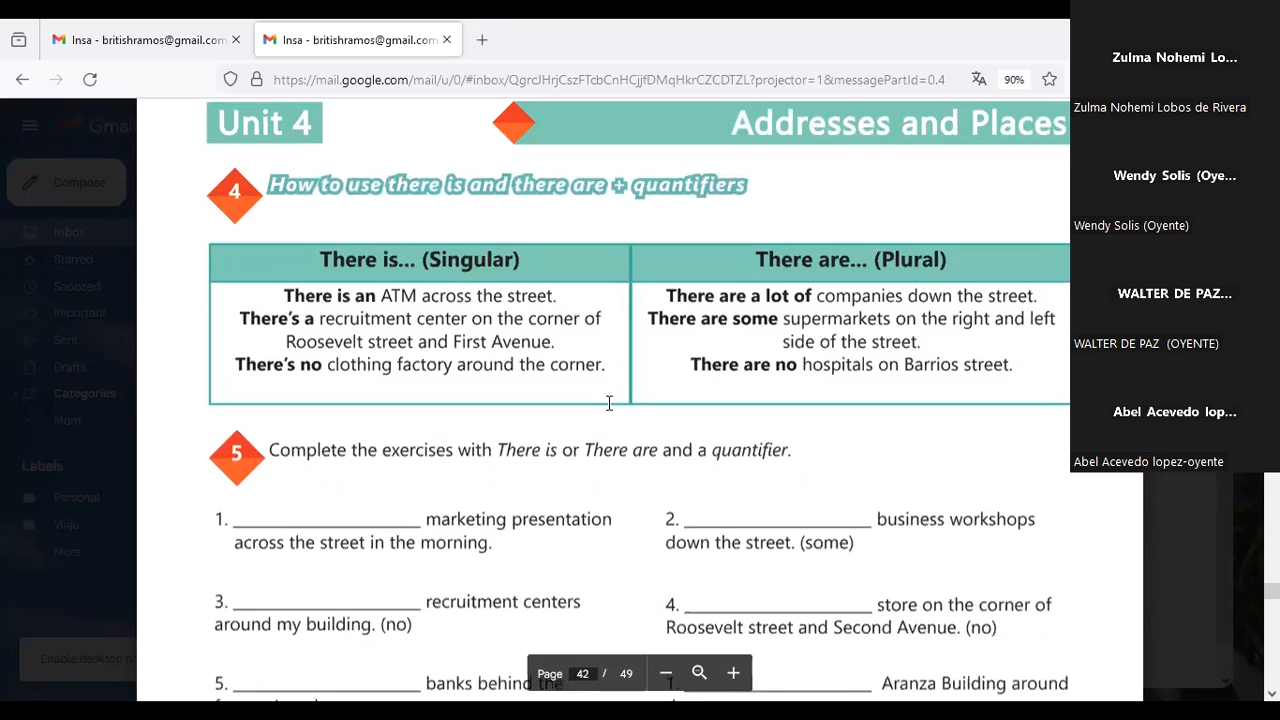 Insa - britishramos@gmail.com
Insa - britishramos@gmail.com
https://mail.google.com/mail/u/0/#inbox/QgrcJHrjCszFTcbCnHCjjfDMqHkrCZCDTZL?projector=1&messagePartId=0.4
90%
Gmail
Compose
Inbox
Starred
Snoozed
Important
Sent
Drafts
Categories
More
Labels
Personal
Višje
More
Unit 4
Addresses and Places
4
How to use there is and there are + quantifiers
There is... (Singular)
There are... (Plural)
There is an ATM across the street.
There's a recruitment center on the corner of
Roosevelt street and First Avenue.
There's no clothing factory around the corner.
There are a lot of companies down the street.
There are some supermarkets on the right and left
side of the street.
There are no hospitals on Barrios street.
5
Complete the exercises with There is or There are and a quantifier.
1. ____________________ marketing presentation
across the street in the morning.
2. ____________________ business workshops
down the street. (some)
3. ____________________ recruitment centers
around my building. (no)
4. ____________________ store on the corner of
Roosevelt street and Second Avenue. (no)
5. ____________________ banks behind the
1. ____________________ Aranza Building around
Page 42 / 49
Zulma Nohemi Lo...
Zulma Nohemi Lobos de Rivera
Wendy Solis (Oye...
Wendy Solis (Oyente)
WALTER DE PAZ...
WALTER DE PAZ (OYENTE)
Abel Acevedo lop...
Abel Acevedo lopez-oyente